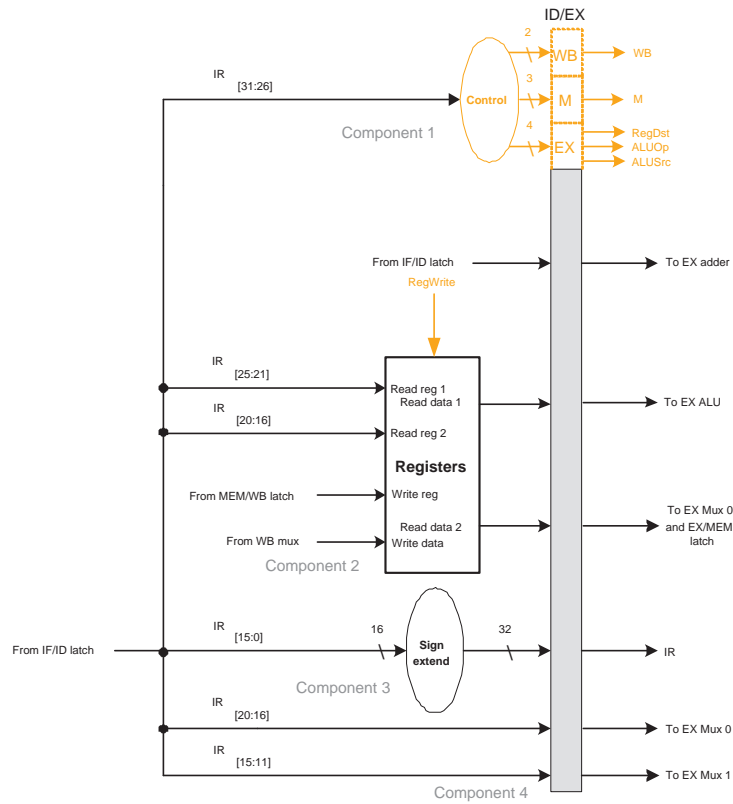 ID/EX
2
WB
WB
IR
[31:26]
3
Control
M
M
Component 1
4
EX
RegDst
ALUOp
ALUSrc
From IF/ID latch
To EX adder
RegWrite
IR
[25:21]
Read reg 1
Read data 1
To EX ALU
IR
[20:16]
Read reg 2
Registers
From MEM/WB latch
Write reg
To EX Mux 0
and EX/MEM
latch
Read data 2
From WB mux
Write data
Component 2
IR
[15:0]
16
Sign
extend
32
From IF/ID latch
IR
Component 3
IR
[20:16]
To EX Mux 0
IR
[15:11]
To EX Mux 1
Component 4